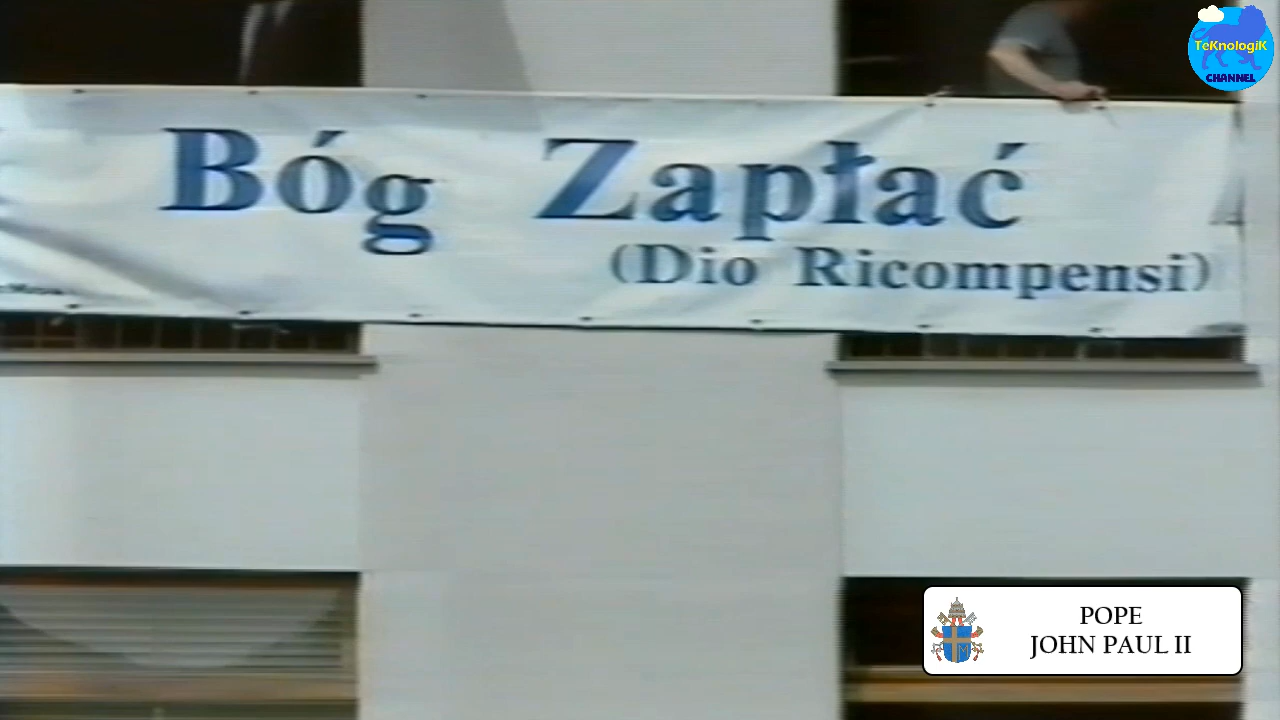 TeKnologiK
CHANNEL
Bóg Zapłać
(Dio Ricompensi)
POPE
JOHN PAUL II